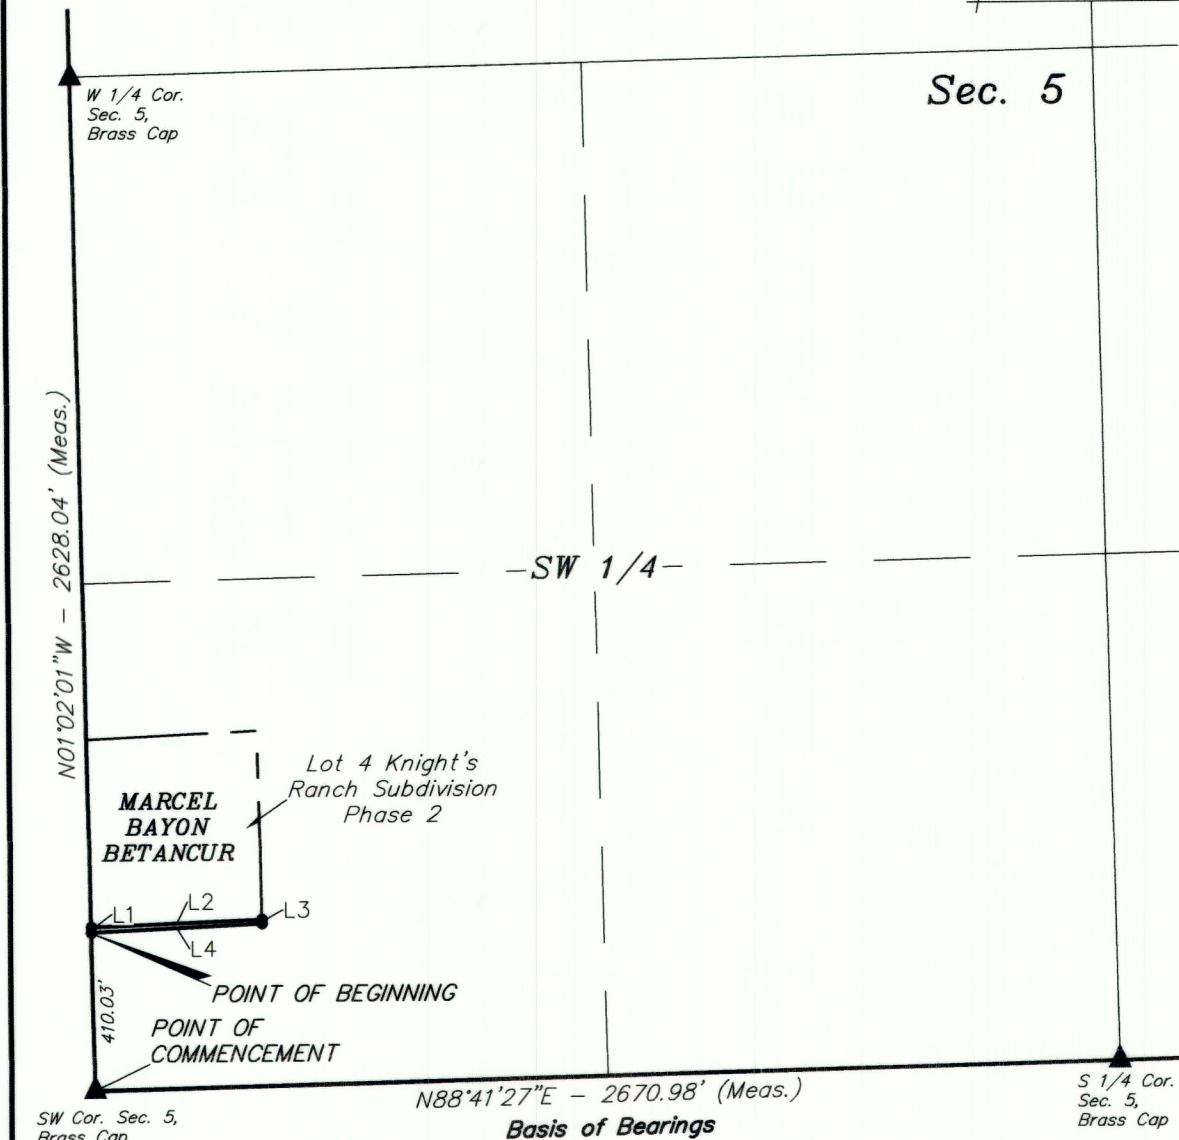 Sec. 5
W 1/4 Cor.
Sec. 5,
Brass Cap
N01°02'01"W - 2628.04' (Meas.)
SW 1/4
Lot 4 Knight's
Ranch Subdivision
Phase 2
MARCEL
BAYON
BETANCUR
L1
L2
L3
L4
POINT OF BEGINNING
410.03'
POINT OF
COMMENCEMENT
SW Cor. Sec. 5,
Brass Cap
N88°41'27"E - 2670.98' (Meas.)
Basis of Bearings
S 1/4 Cor.
Sec. 5,
Brass Cap